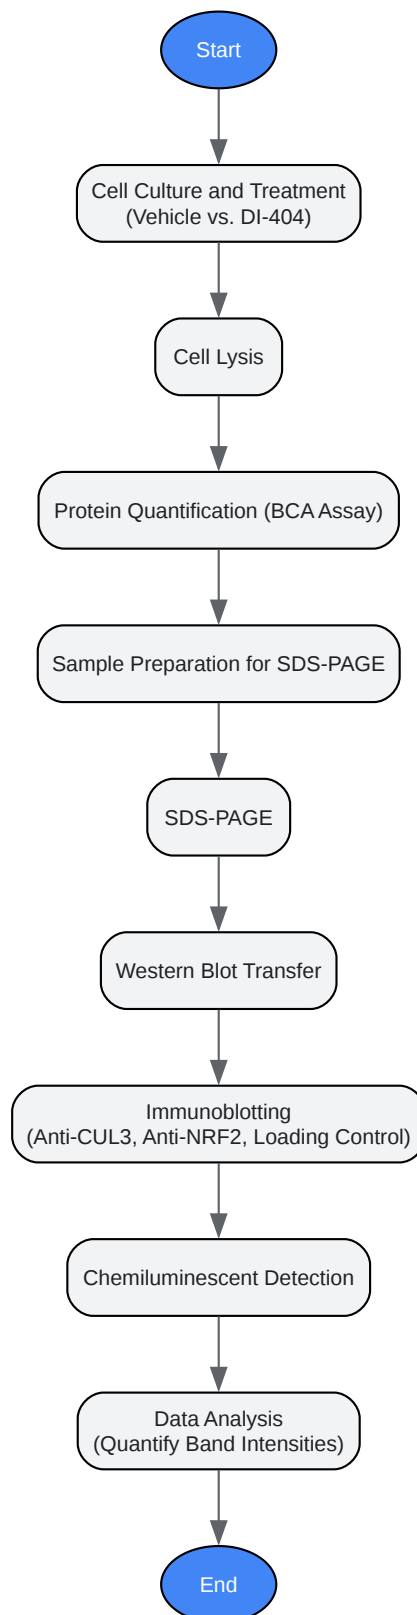 Start
Cell Culture and Treatment
(Vehicle vs. DI-404)
Cell Lysis
Protein Quantification (BCA Assay)
Sample Preparation for SDS-PAGE
SDS-PAGE
Western Blot Transfer
Immunoblotting
(Anti-CUL3, Anti-NRF2, Loading Control)
Chemiluminescent Detection
Data Analysis
(Quantify Band Intensities)
End